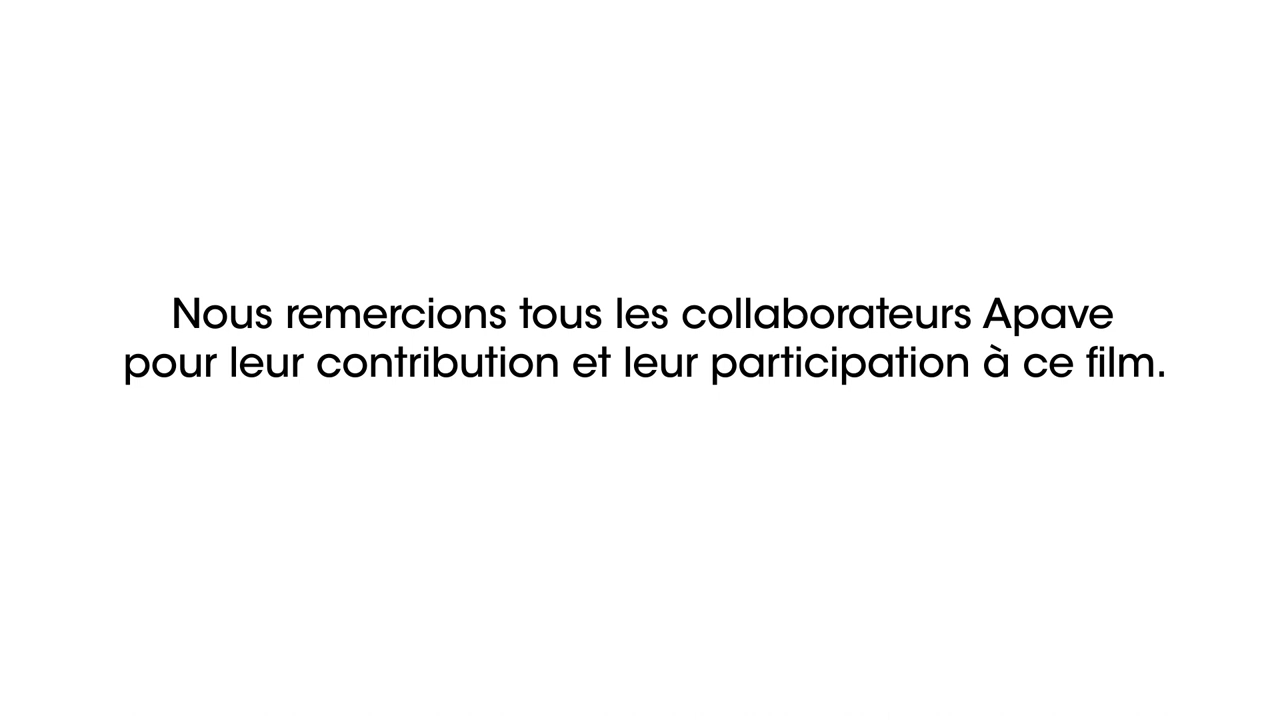 Nous remercions tous les collaborateurs Apave
pour leur contribution et leur participation à ce film.